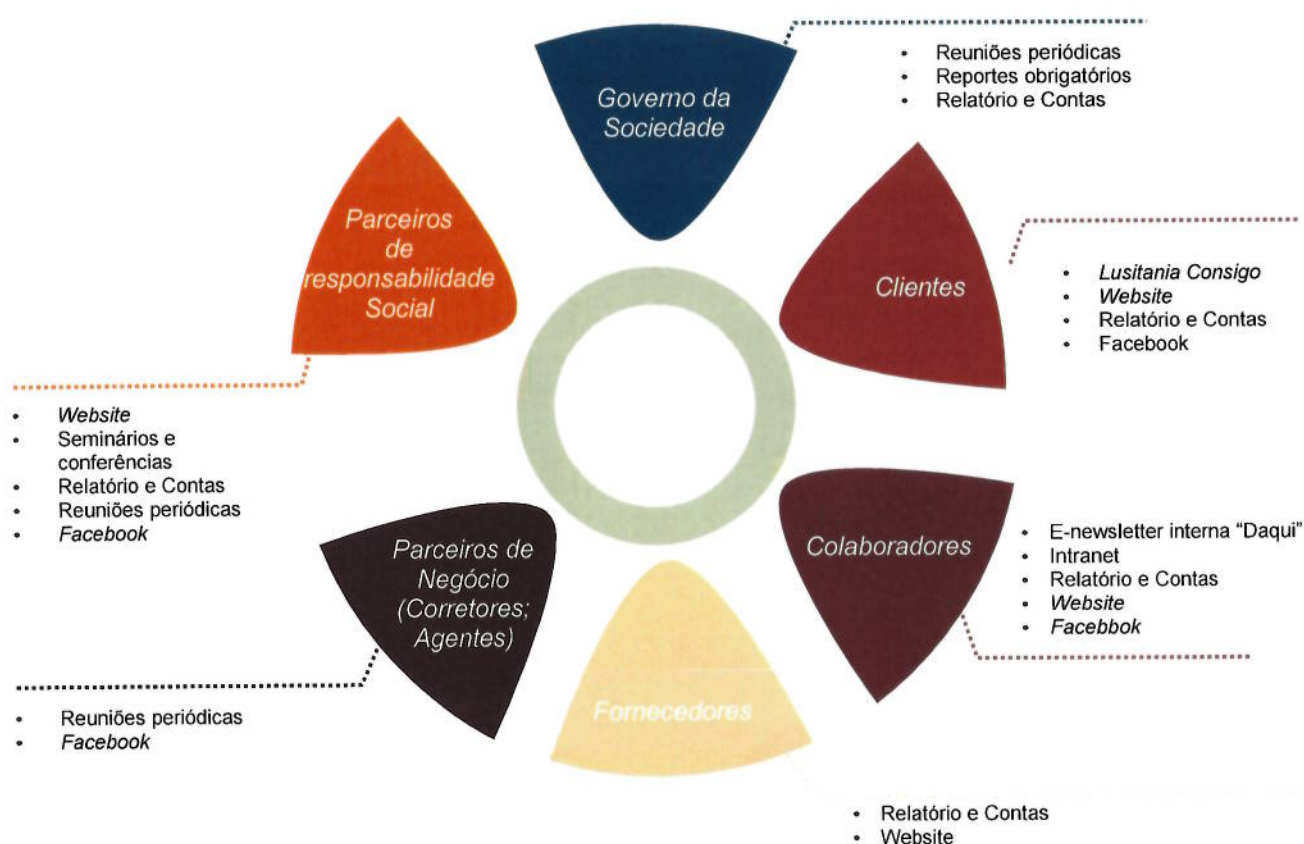 Governo da
Sociedade
• Reuniões periódicas
• Reportes obrigatórios
• Relatório e Contas
Clientes
• Lusitania Consigo
• Website
• Relatório e Contas
• Facebook
Colaboradores
• E-newsletter interna “Daqui”
• Intranet
• Relatório e Contas
• Website
• Facebbok
Fornecedores
• Relatório e Contas
• Website
Parceiros de
Negócio
(Corretores;
Agentes)
• Reuniões periódicas
• Facebook
Parceiros
de
responsabilidade
Social
• Website
• Seminários e
conferências
• Relatório e Contas
• Reuniões periódicas
• Facebook